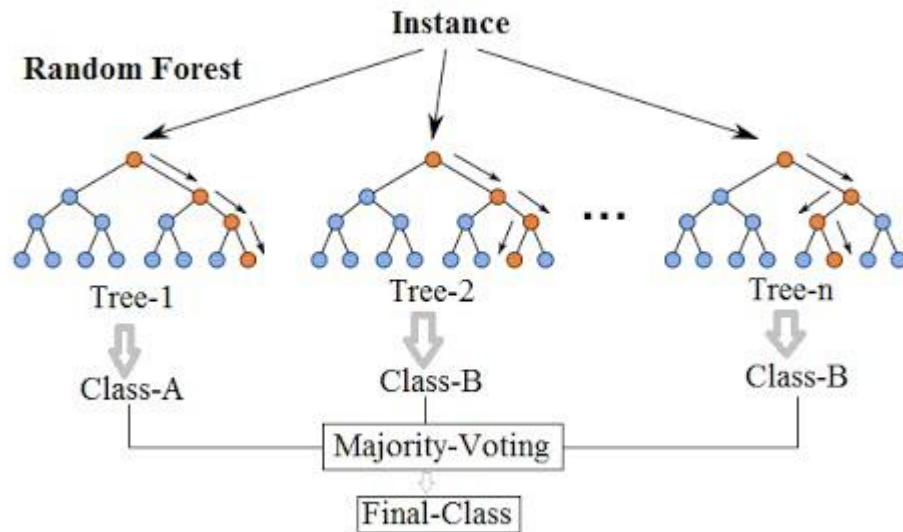 Instance
Random Forest
...
Tree-1
Tree-2
Tree-n
Class-A
Class-B
Class-B
Majority-Voting
Final-Class